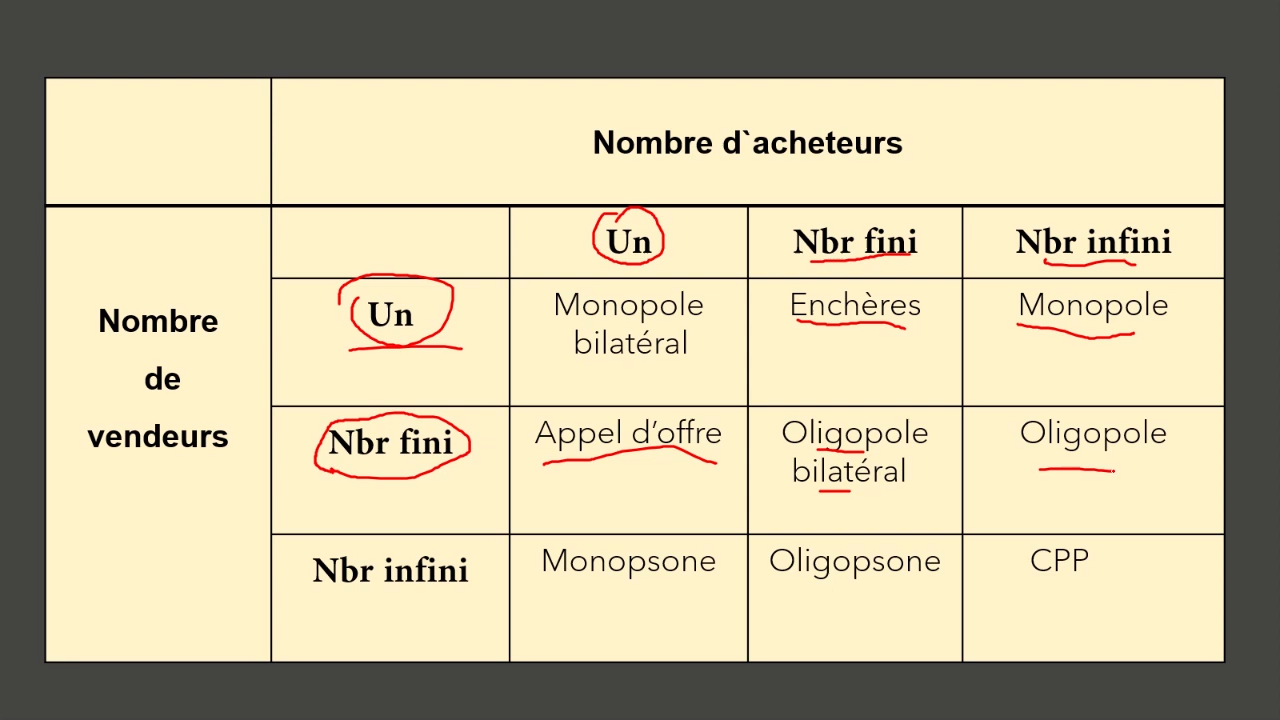 Nombre d`acheteurs
Un
Nbr fini
Nbr infini
Nombre
de
vendeurs
Un
Monopole
bilatéral
Enchères
Monopole
Nbr fini
Appel d’offre
Oligopole
bilatéral
Oligopole
Nbr infini
Monopsone
Oligopsone
CPP